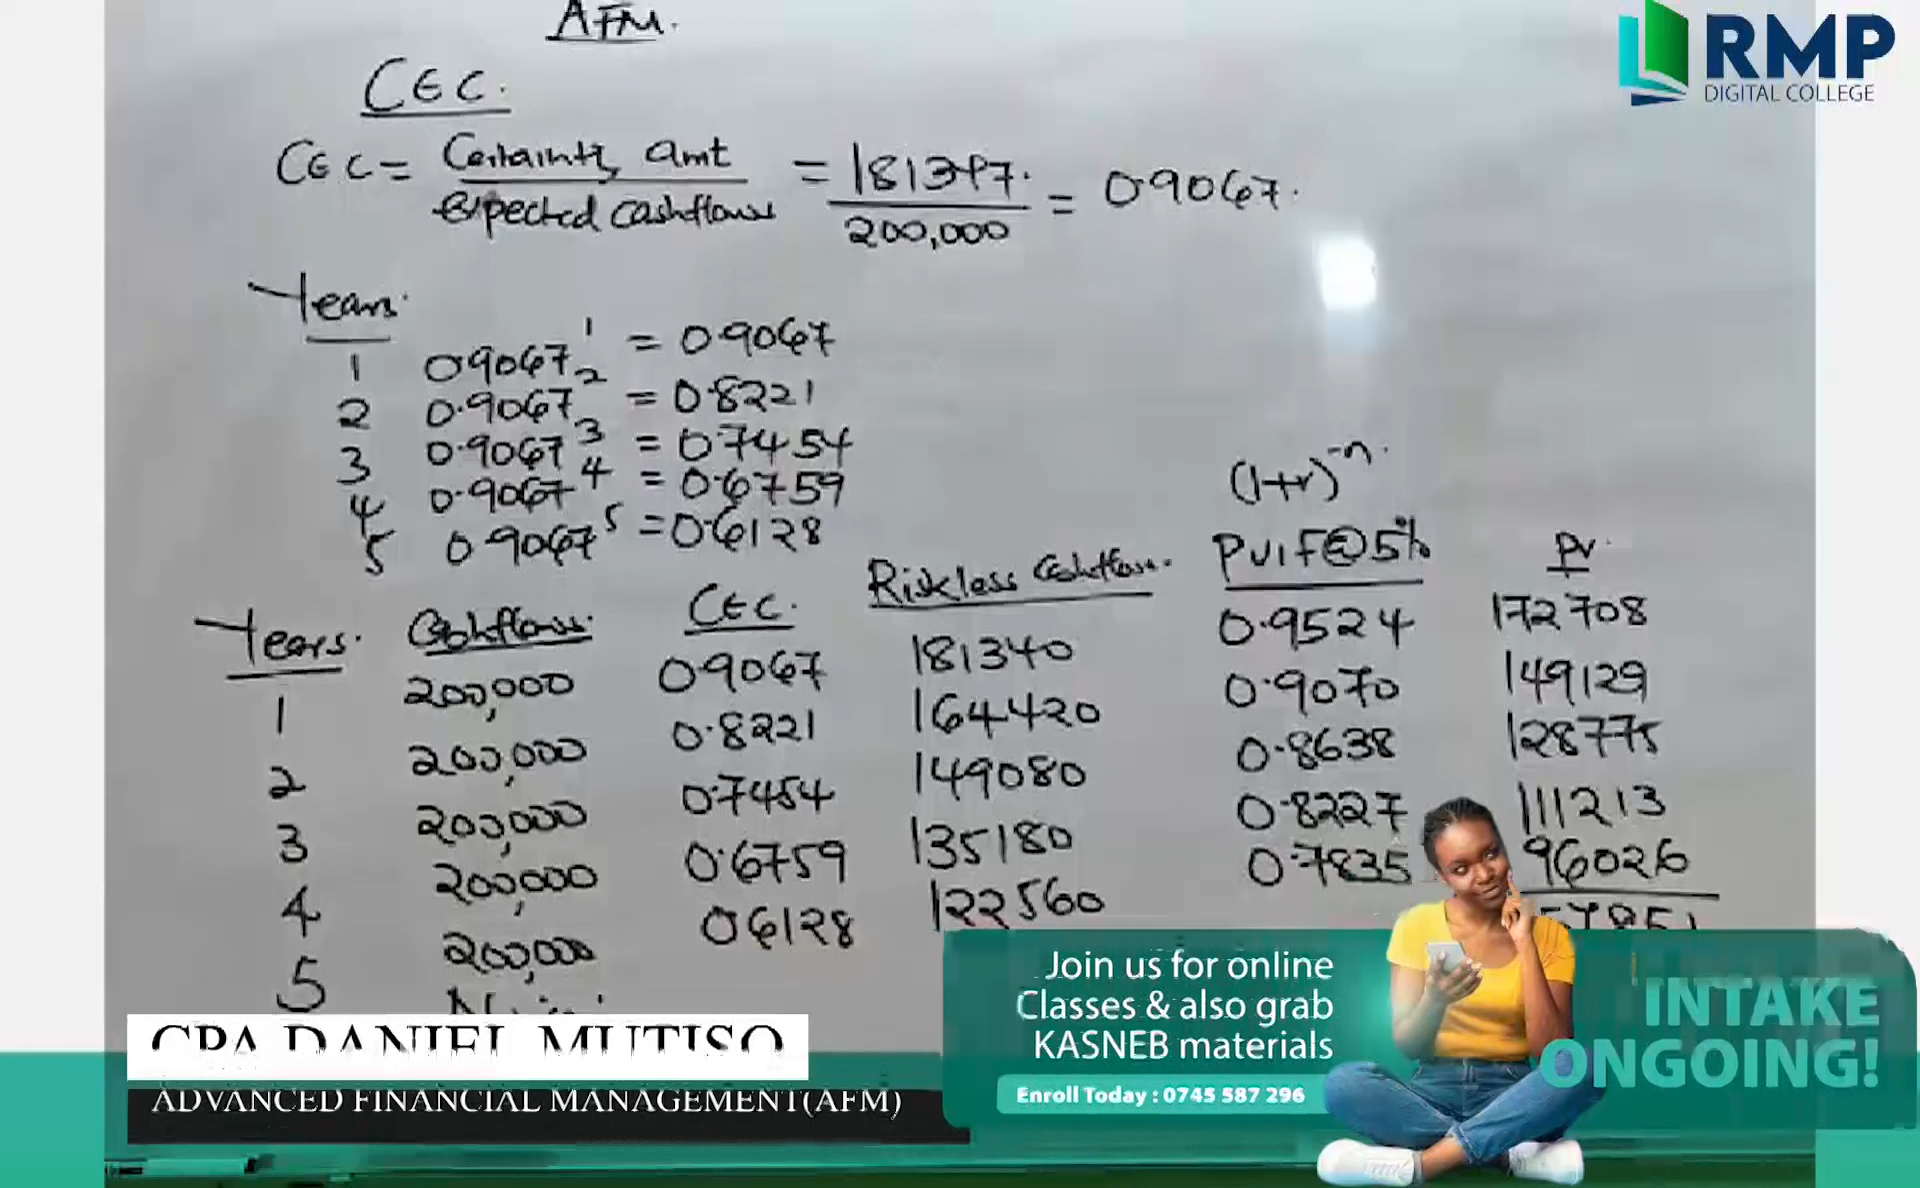 AFM.
RMP
DIGITAL COLLEGE
CEC.
CEC = Certainty amt / expected cashflows = 181347. / 200,000 = 0.9067.
Years.
1 0.9067^1 = 0.9067
2 0.9067^2 = 0.8221
3 0.9067^3 = 0.7454
4 0.9067^4 = 0.6759
5 0.9067^5 = 0.6128
(1+r)^-n.
Years. Cashflows. CEC. Riskless Cashflow. PVIF@5% PV.
1 200,000 0.9067 181340 0.9524 172708
2 200,000 0.8221 164420 0.9070 149129
3 200,000 0.7454 149080 0.8638 128775
4 200,000 0.6759 135180 0.8227 111213
5 200,000 0.6128 122560 0.7835 96026
57851
CPA DANIEL MUTISO
ADVANCED FINANCIAL MANAGEMENT(AFM)
Join us for online
Classes & also grab
KASNEB materials
Enroll Today : 0745 587 296
INTAKE
ONGOING!